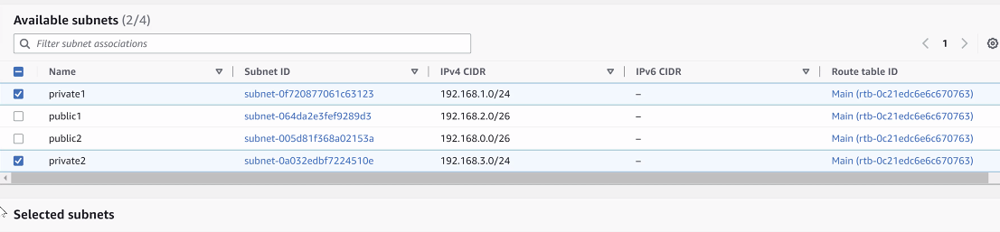 Available subnets (2/4)
Filter subnet associations
1
Name Subnet ID IPv4 CIDR IPv6 CIDR Route table ID
private1 subnet-0f720877061c63123 192.168.1.0/24 – Main (rtb-0c21edc6e6c670763)
public1 subnet-064da2e3fef9289d3 192.168.2.0/26 – Main (rtb-0c21edc6e6c670763)
public2 subnet-005d81f368a02153a 192.168.0.0/26 – Main (rtb-0c21edc6e6c670763)
private2 subnet-0a032edbf7224510e 192.168.3.0/24 – Main (rtb-0c21edc6e6c670763)
Selected subnets